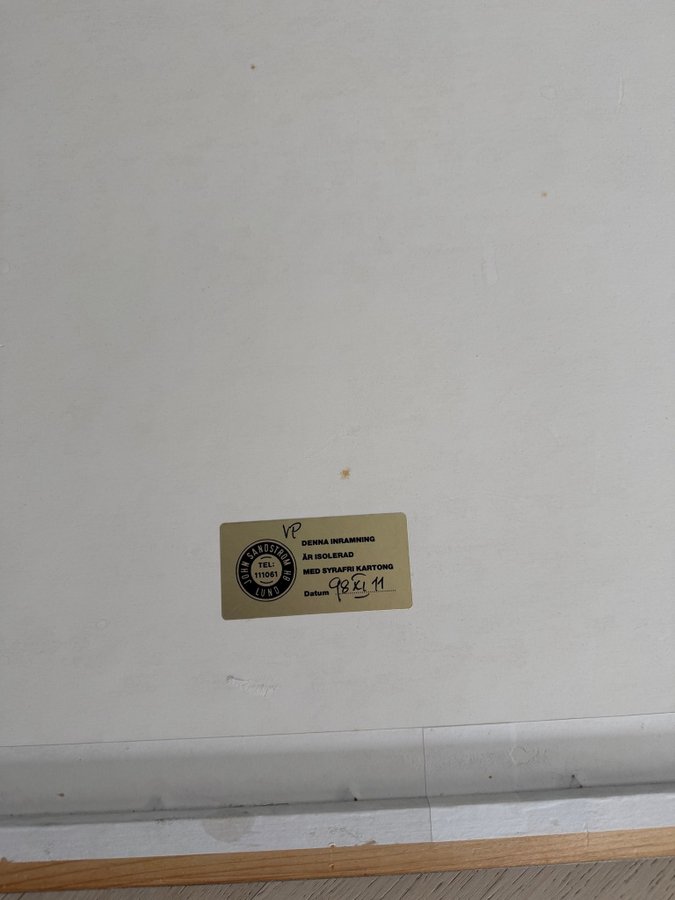 VP
JOHN SANDSTRÖM HB
TEL:
111061
LUND
DENNA INRAMNING
ÄR ISOLERAD
MED SYRAFRI KARTONG
Datum 98 XI 11